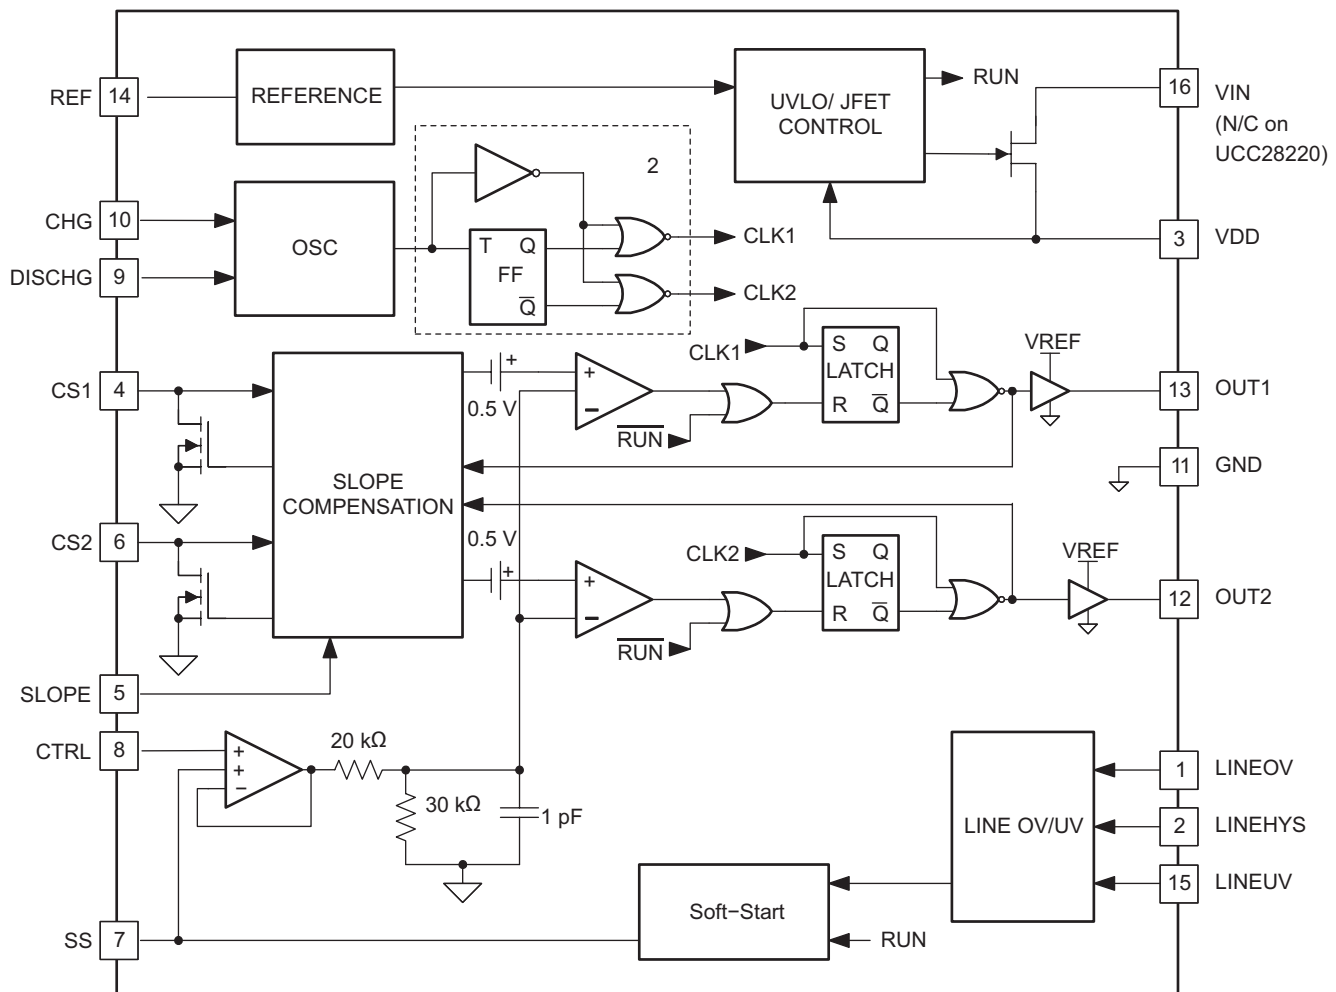 REF 14 REFERENCE
UVLO/ JFET
CONTROL
RUN
16 VIN
(N/C on
UCC28220)
2
CHG 10
DISCHG 9
OSC
T Q
FF
Q̅
CLK1
CLK2
3 VDD
CS1 4
+
0.5 V
+
−
R̅U̅N̅
CLK1
S Q
LATCH
R Q̅
VREF
13 OUT1
11 GND
SLOPE
COMPENSATION
CS2 6
0.5 V
+
+
−
R̅U̅N̅
CLK2
S Q
LATCH
R Q̅
VREF
12 OUT2
SLOPE 5
CTRL 8
+
+
−
20 kΩ
30 kΩ
1 pF
LINE OV/UV
1 LINEOV
2 LINEHYS
15 LINEUV
Soft−Start
RUN
SS 7